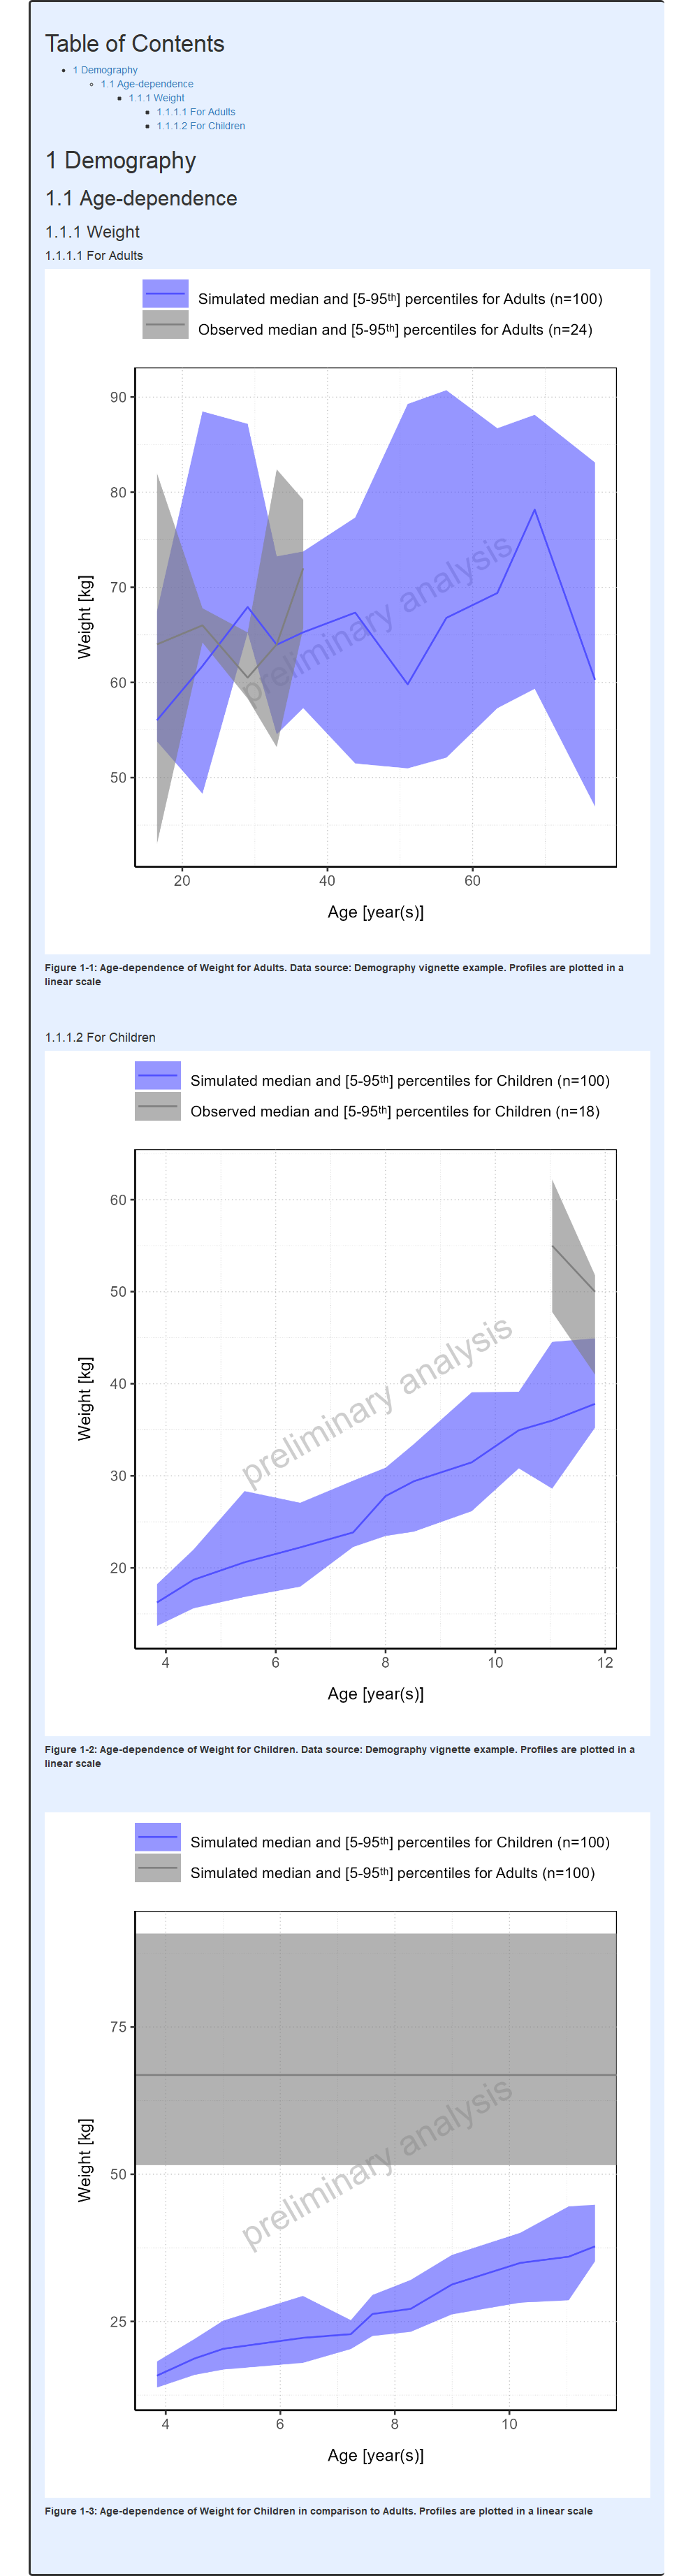 Table of Contents
1 Demography
1.1 Age-dependence
1.1.1 Weight
1.1.1.1 For Adults
1.1.1.2 For Children
1 Demography
1.1 Age-dependence
1.1.1 Weight
1.1.1.1 For Adults
Simulated median and [5-95th] percentiles for Adults (n=100)
Observed median and [5-95th] percentiles for Adults (n=24)
90
80
70
60
50
Weight [kg]
preliminary analysis
20 40 60
Age [year(s)]
Figure 1-1: Age-dependence of Weight for Adults. Data source: Demography vignette example. Profiles are plotted in a
linear scale
1.1.1.2 For Children
Simulated median and [5-95th] percentiles for Children (n=100)
Observed median and [5-95th] percentiles for Children (n=18)
60
50
40
30
20
Weight [kg]
preliminary analysis
4 6 8 10 12
Age [year(s)]
Figure 1-2: Age-dependence of Weight for Children. Data source: Demography vignette example. Profiles are plotted in a
linear scale
Simulated median and [5-95th] percentiles for Children (n=100)
Simulated median and [5-95th] percentiles for Adults (n=100)
75
50
25
Weight [kg]
preliminary analysis
4 6 8 10
Age [year(s)]
Figure 1-3: Age-dependence of Weight for Children in comparison to Adults. Profiles are plotted in a linear scale